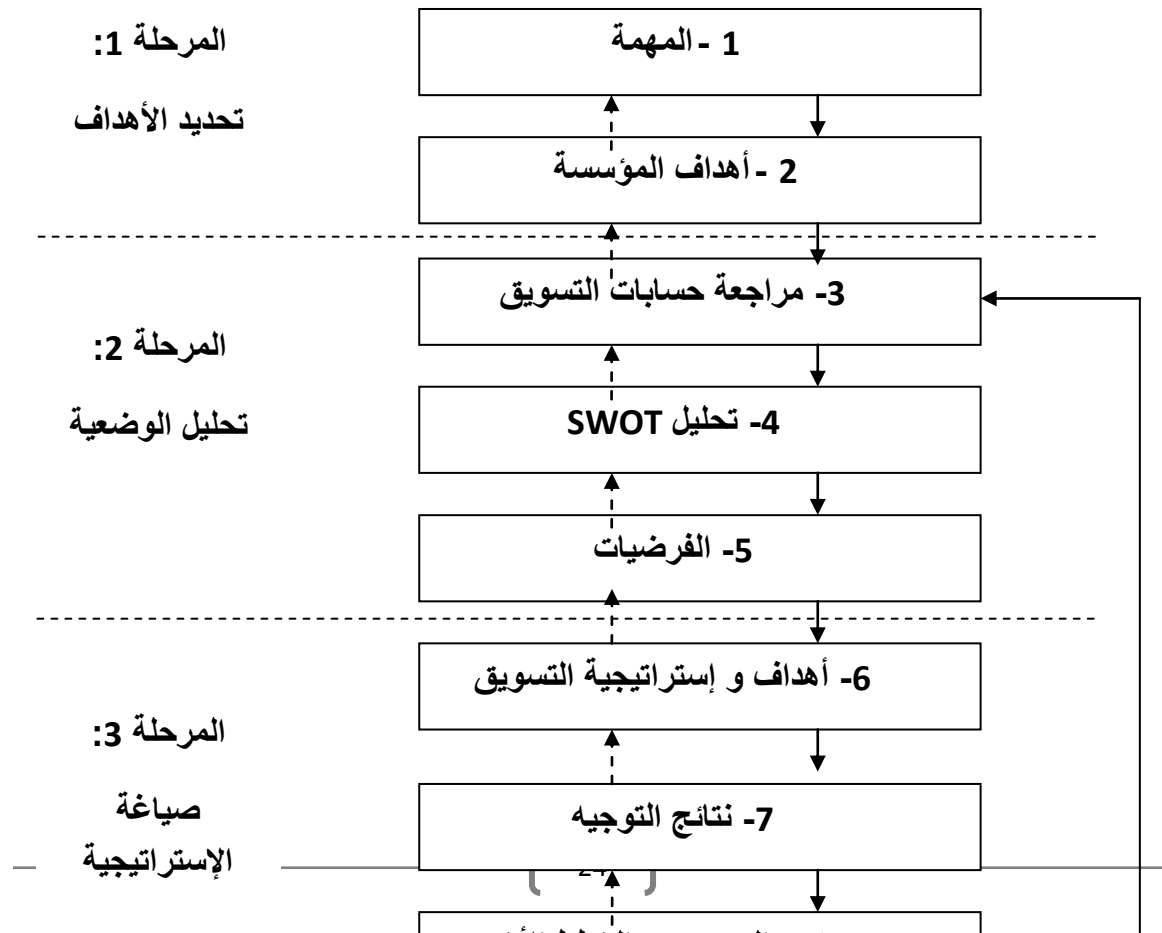 المرحلة 1:
تحديد الأهداف
1 - المهمة
2 - أهداف المؤسسة
المرحلة 2:
تحليل الوضعية
3- مراجعة حسابات التسويق
4- تحليل SWOT
5- الفرضيات
المرحلة 3:
صياغة
الإستراتيجية
6- أهداف و إستراتيجية التسويق
7- نتائج التوجيه